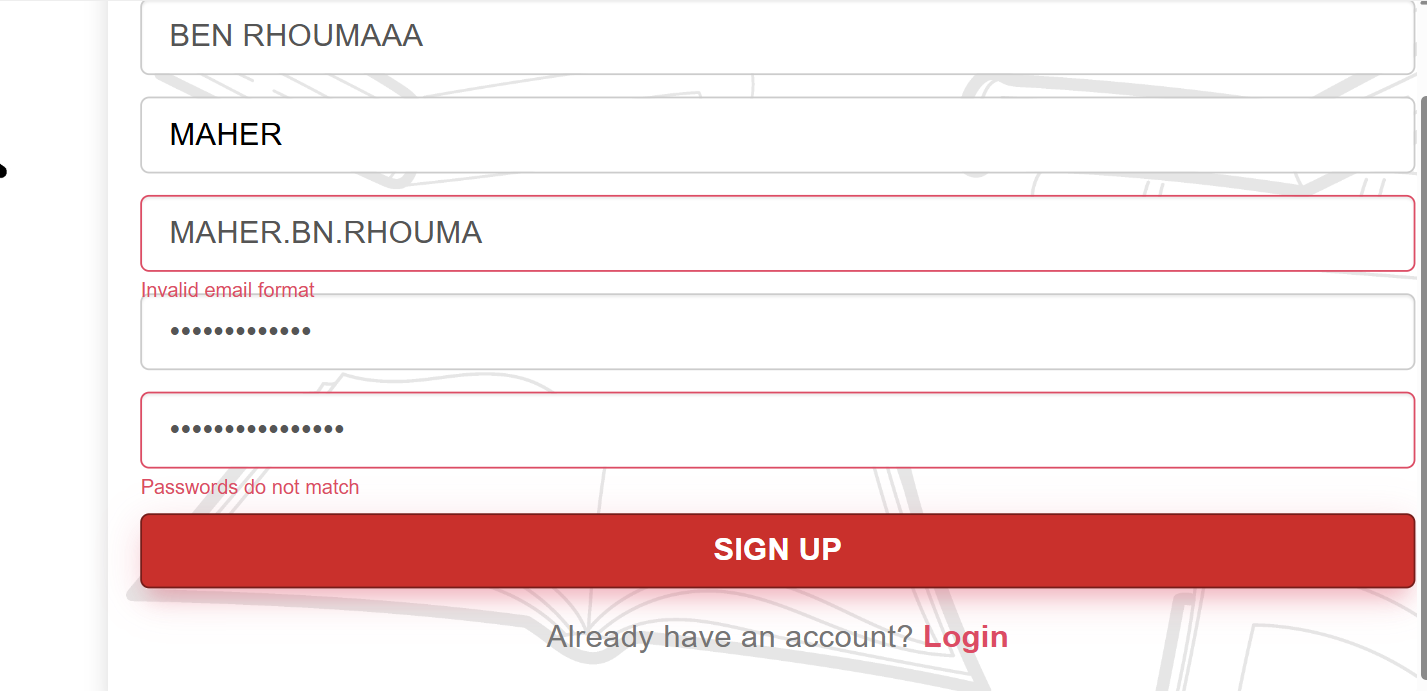 BEN RHOUMAAA
MAHER
MAHER.BN.RHOUMA
Invalid email format
•••••••••••••
••••••••••••••••
Passwords do not match
SIGN UP
Already have an account? Login